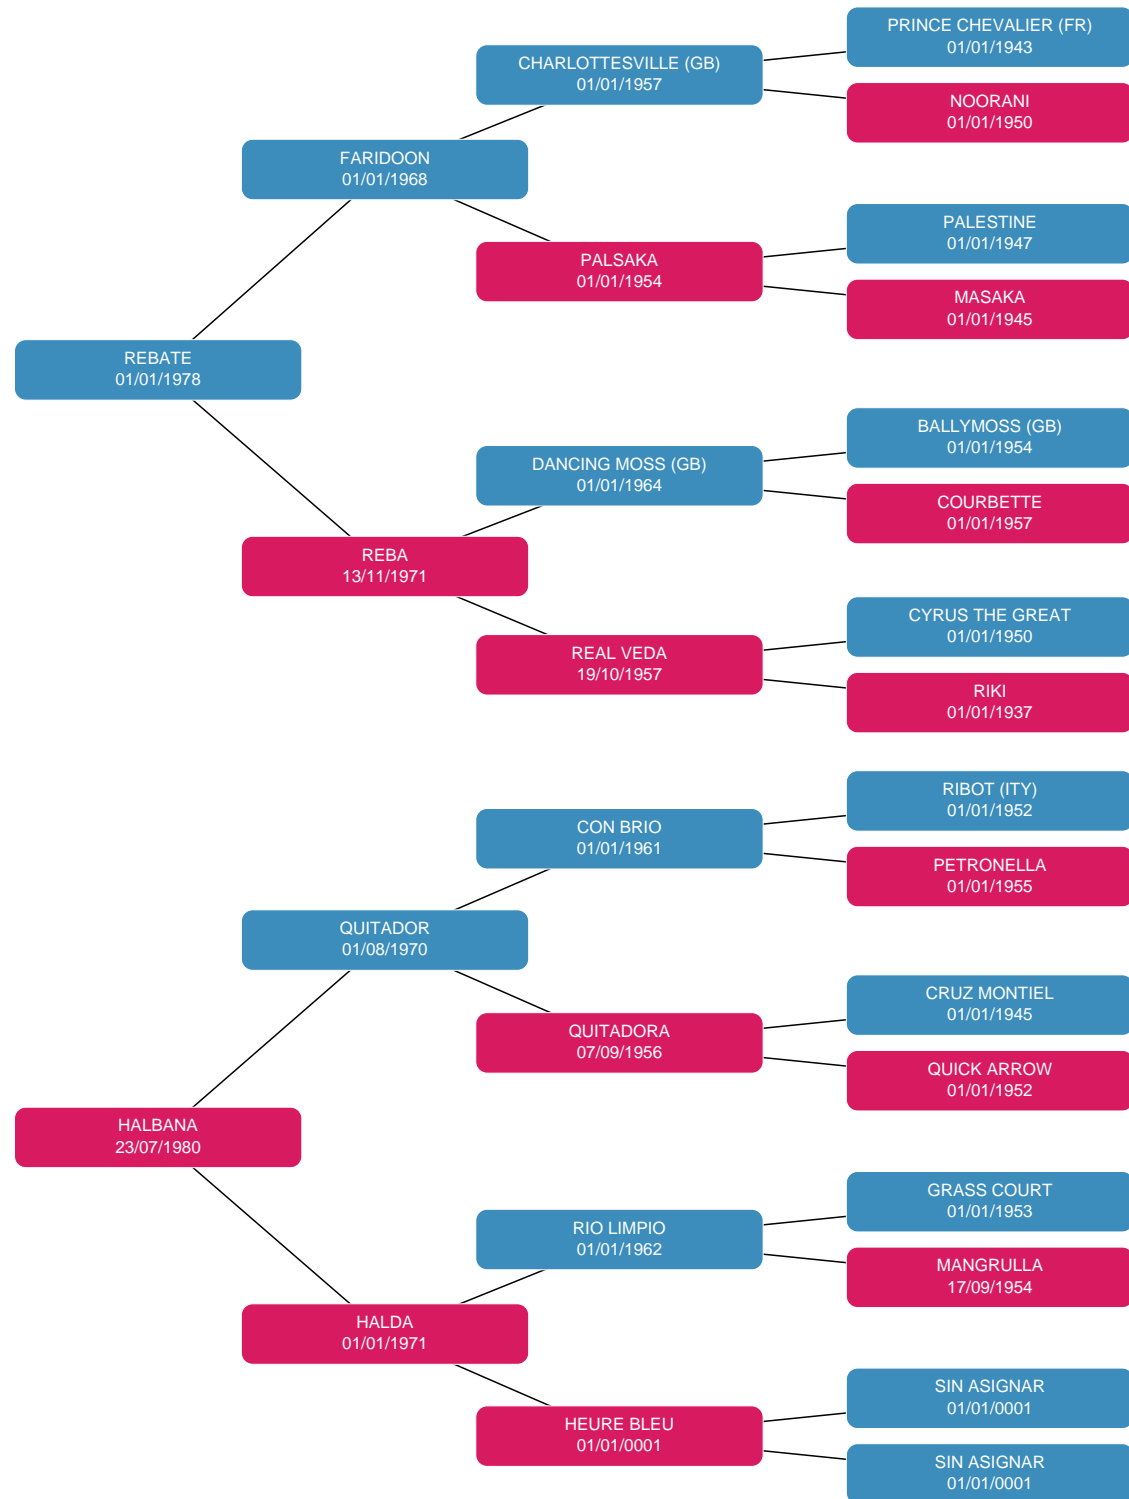 PRINCE CHEVALIER (FR)
01/01/1943
CHARLOTTESVILLE (GB)
01/01/1957
NOORANI
01/01/1950
FARIDOON
01/01/1968
PALESTINE
01/01/1947
PALSAKA
01/01/1954
MASAKA
01/01/1945
REBATE
01/01/1978
BALLYMOSS (GB)
01/01/1954
DANCING MOSS (GB)
01/01/1964
COURBETTE
01/01/1957
REBA
13/11/1971
CYRUS THE GREAT
01/01/1950
REAL VEDA
19/10/1957
RIKI
01/01/1937
RIBOT (ITY)
01/01/1952
CON BRIO
01/01/1961
PETRONELLA
01/01/1955
QUITADOR
01/08/1970
CRUZ MONTIEL
01/01/1945
QUITADORA
07/09/1956
QUICK ARROW
01/01/1952
HALBANA
23/07/1980
GRASS COURT
01/01/1953
RIO LIMPIO
01/01/1962
MANGRULLA
17/09/1954
HALDA
01/01/1971
SIN ASIGNAR
01/01/0001
HEURE BLEU
01/01/0001
SIN ASIGNAR
01/01/0001